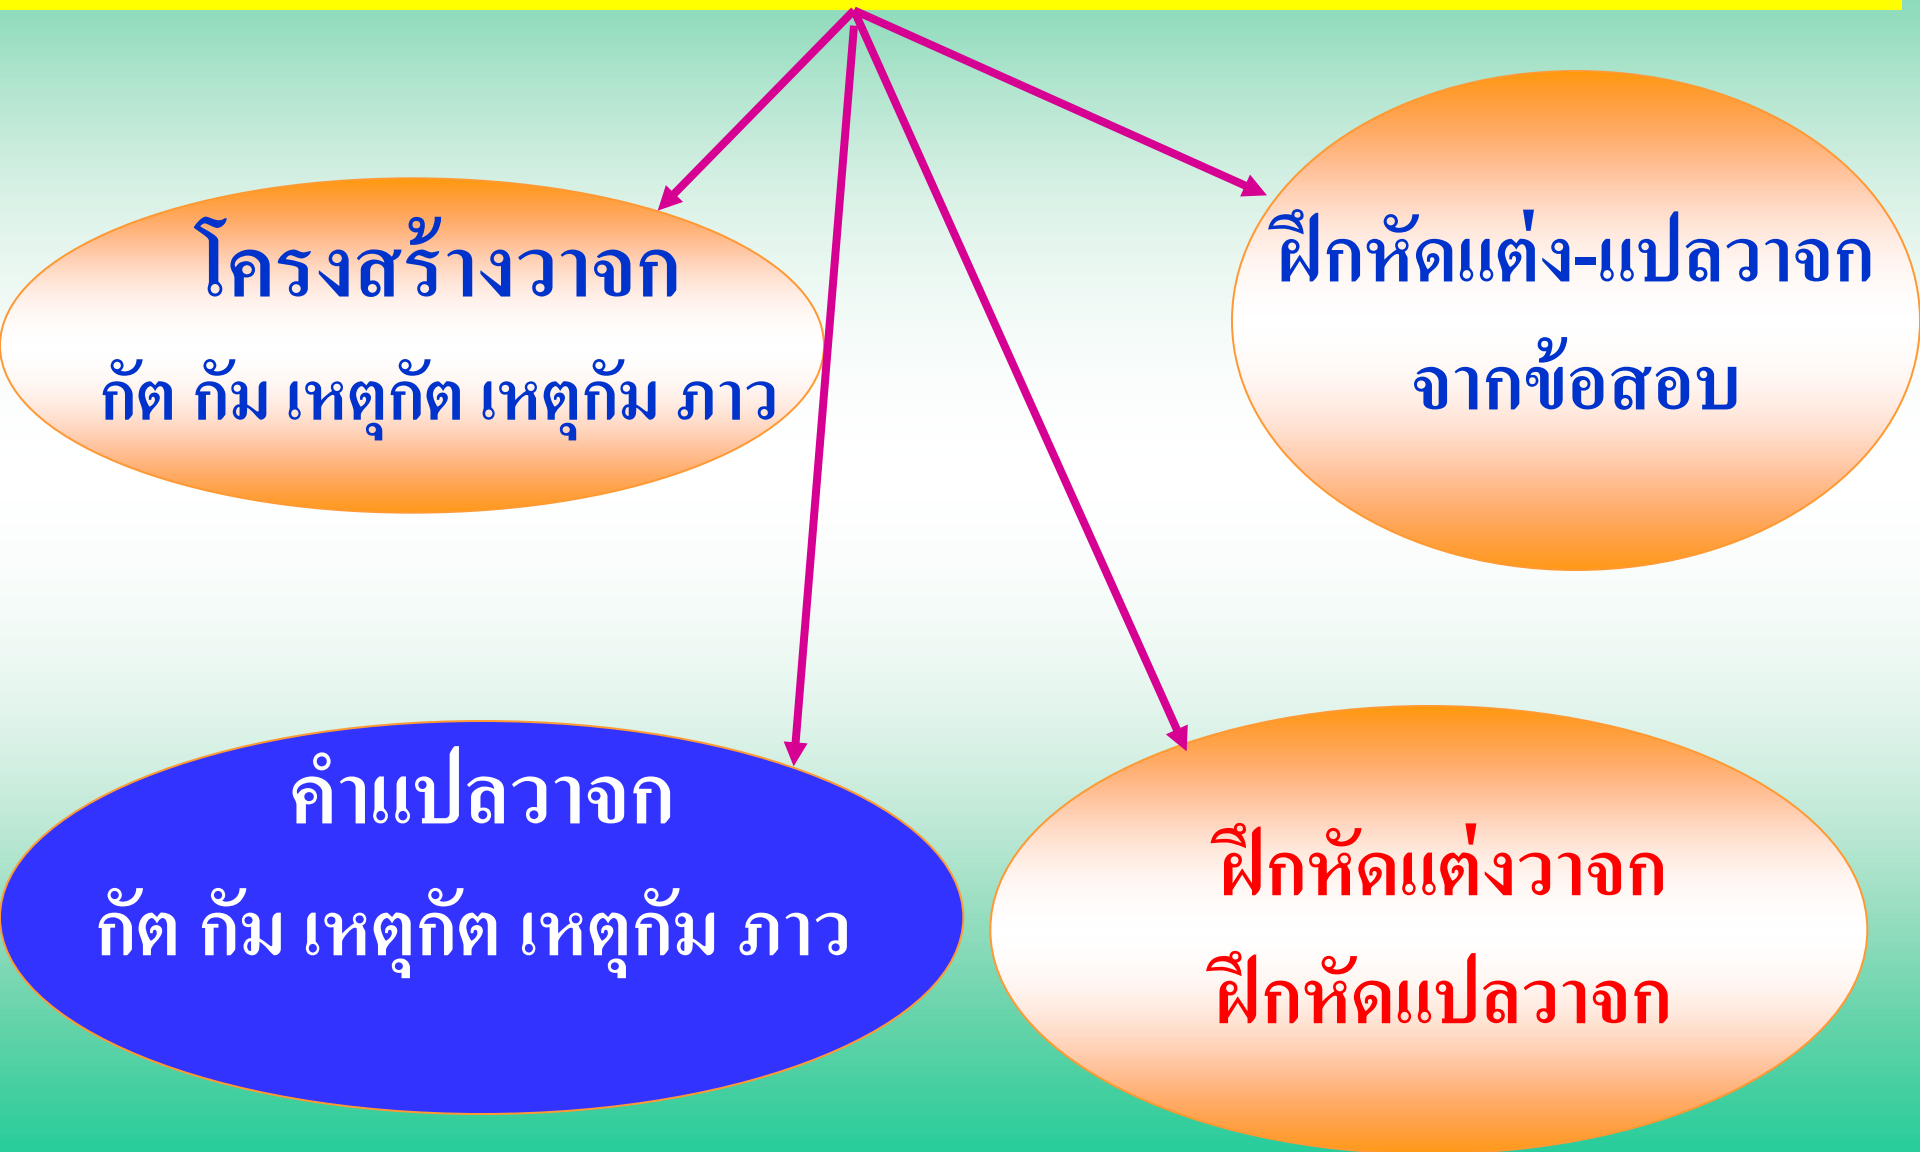 โครงสร้างวาจก
กัต กัม เหตุกัต เหตุกัม ภาว
ฝึกหัดแต่ง-แปลวาจก
จากข้อสอบ
คำแปลวาจก
กัต กัม เหตุกัต เหตุกัม ภาว
ฝึกหัดแต่งวาจก
ฝึกหัดแปลวาจก